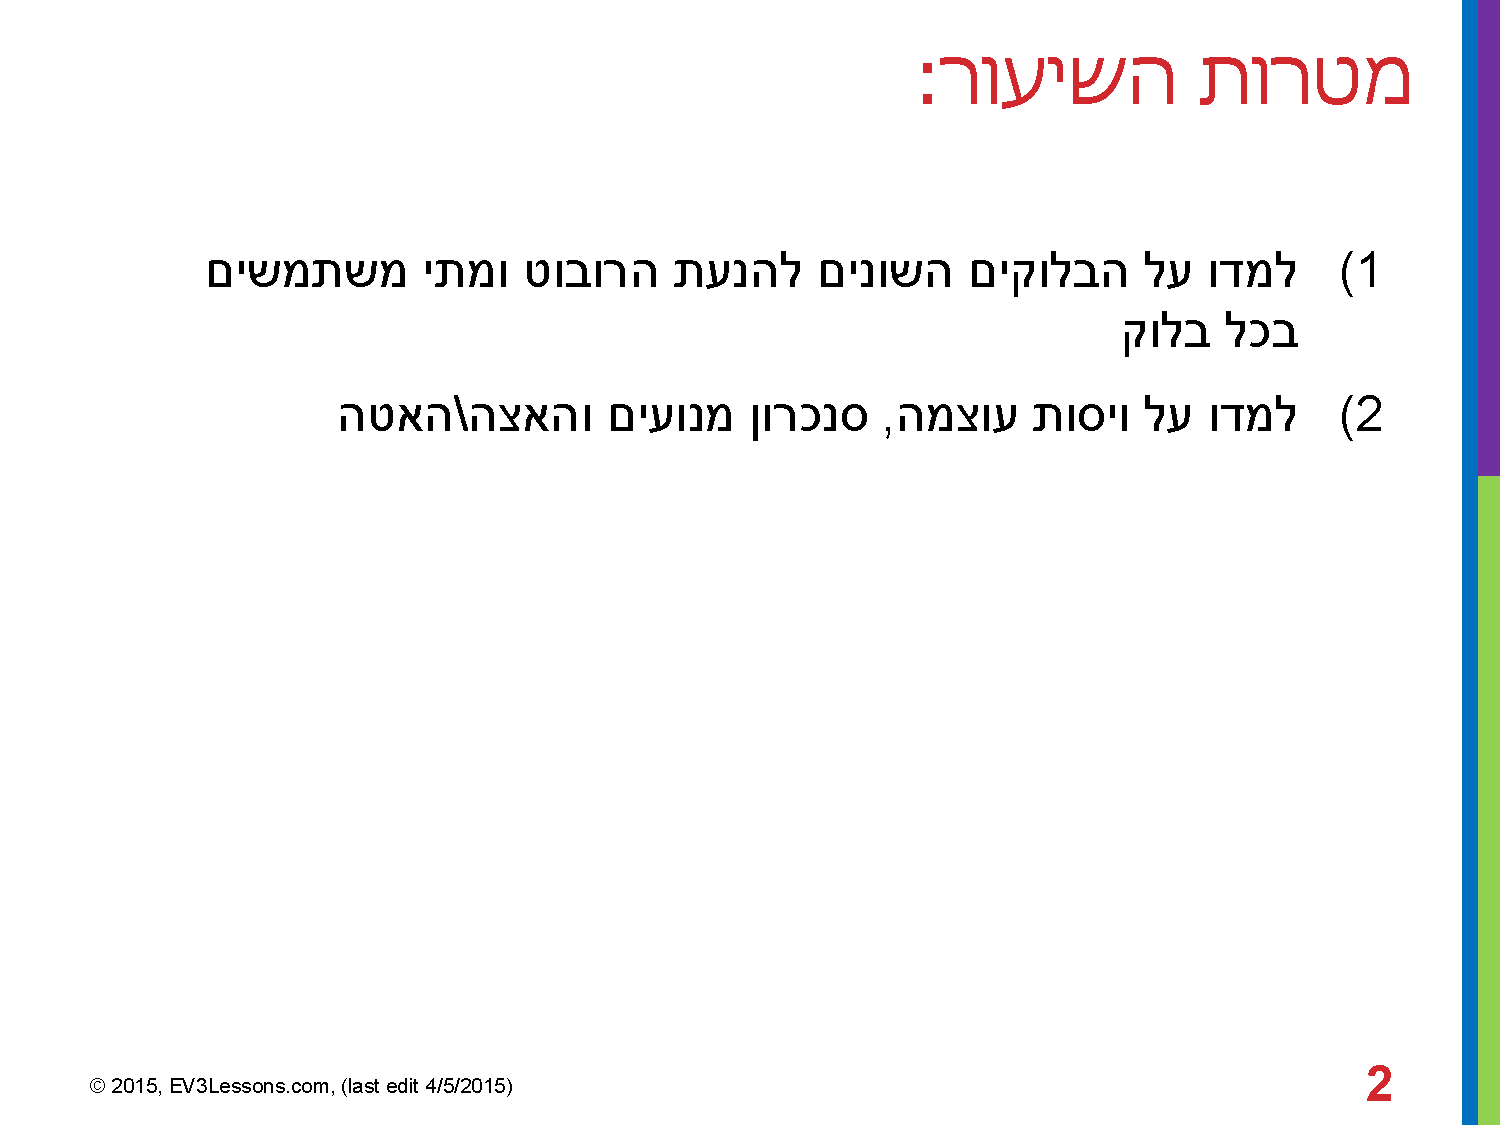 מטרות השיעור:
1) למדו על הבלוקים השונים להנעת הרובוט ומתי משתמשים
בכל בלוק
2) למדו על ויסות עוצמה, סנכרון מנועים והאצה\האטה
© 2015, EV3Lessons.com, (last edit 4/5/2015)
2